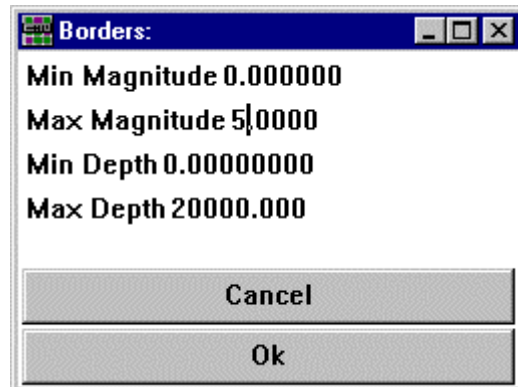 Borders:
Min Magnitude 0.000000
Max Magnitude 5.0000
Min Depth 0.00000000
Max Depth 20000.000
Cancel
Ok